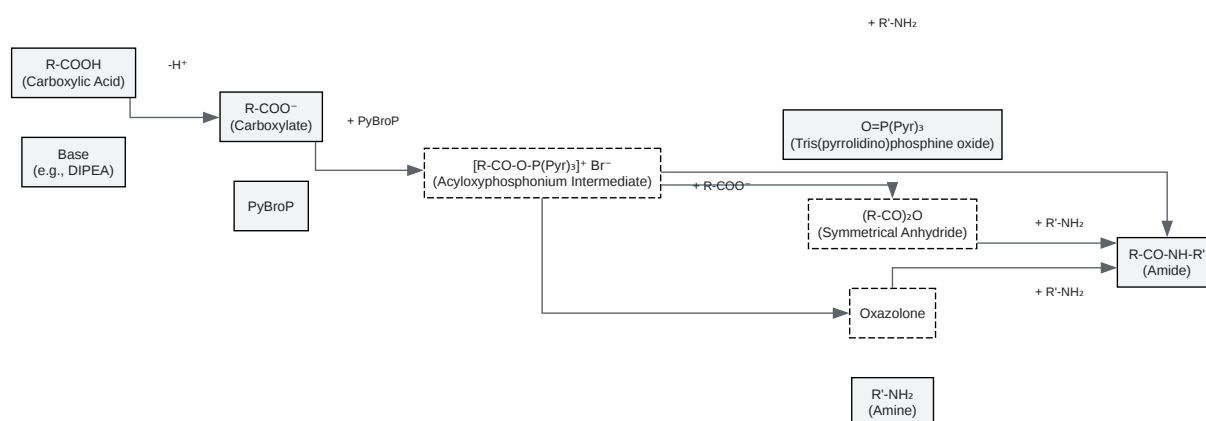 + R'-NH₂
R-COOH
(Carboxylic Acid)
-H⁺
R-COO⁻
(Carboxylate)
+ PyBroP
O=P(Pyr)₃
(Tris(pyrrolidino)phosphine oxide)
Base
(e.g., DIPEA)
[R-CO-O-P(Pyr)₃]⁺ Br⁻
(Acyloxyphosphonium Intermediate)
+ R-COO⁻
PyBroP
(R-CO)₂O
(Symmetrical Anhydride)
+ R'-NH₂
R-CO-NH-R'
(Amide)
+ R'-NH₂
Oxazolone
R'-NH₂
(Amine)